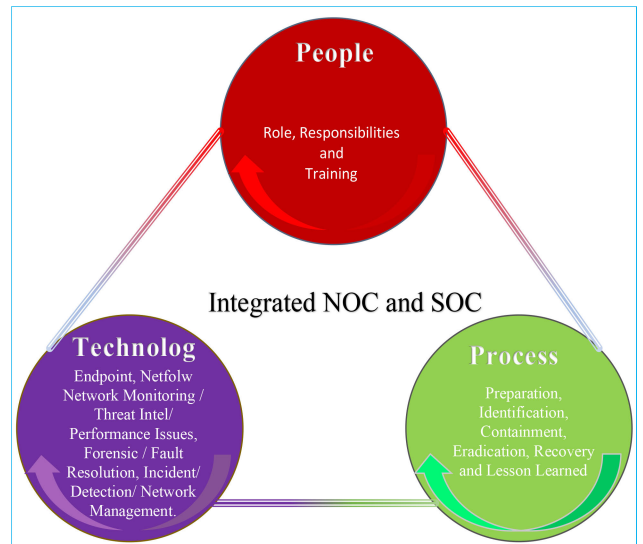 People
Role, Responsibilities
and
Training
Integrated NOC and SOC
Technolog
Endpoint, Netfolw
Network Monitoring /
Threat Intel/
Performance Issues,
Forensic / Fault
Resolution, Incident/
Detection/ Network
Management.
Process
Preparation,
Identification,
Containment,
Eradication, Recovery
and Lesson Learned